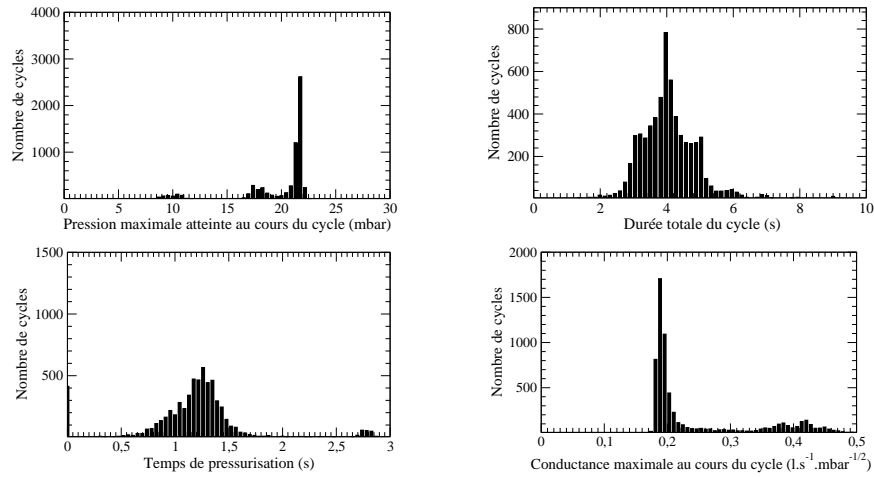 4000
3000
2000
1000
0 5 10 15 20 25 30
Nombre de cycles
Pression maximale atteinte au cours du cycle (mbar)
800
600
400
200
0 2 4 6 8 10
Nombre de cycles
Durée totale du cycle (s)
1500
1000
500
0 0,5 1 1,5 2 2,5 3
Nombre de cycles
Temps de pressurisation (s)
2000
1500
1000
500
0 0,1 0,2 0,3 0,4 0,5
Nombre de cycles
Conductance maximale au cours du cycle (l.s-1.mbar-1/2)